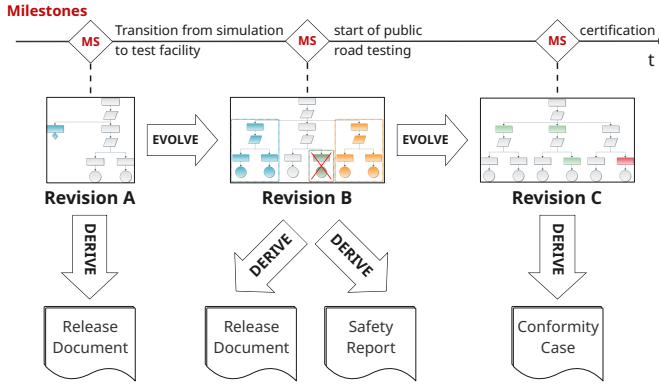 Milestones
MS
Transition from simulation
to test facility
MS
start of public
road testing
MS
certification
t
EVOLVE
EVOLVE
Revision A
Revision B
Revision C
DERIVE
DERIVE
DERIVE
DERIVE
Release
Document
Release
Document
Safety
Report
Conformity
Case